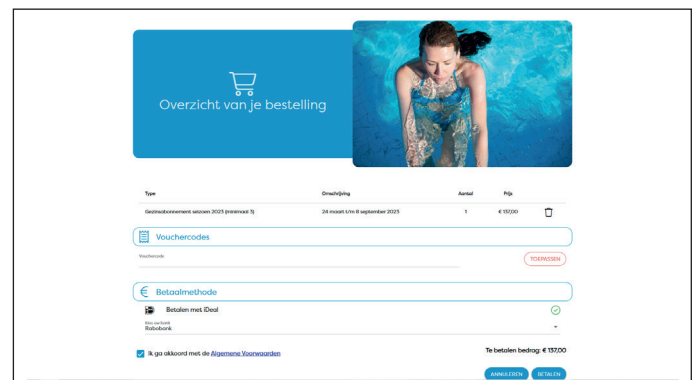 Overzicht van je bestelling
Type Omschrijving Aantal Prijs
Gezinsabonnement seizoen 2023 (minimaal 3) 24 maart t/m 8 september 2023 1 € 137,00
Vouchercodes
Vouchercode
TOEPASSEN
€ Betaalmethode
Betalen met iDeal
Rabobank
Ik ga akkoord met de Algemene Voorwaarden
Te betalen bedrag: € 137,00
ANNULEREN BETALEN